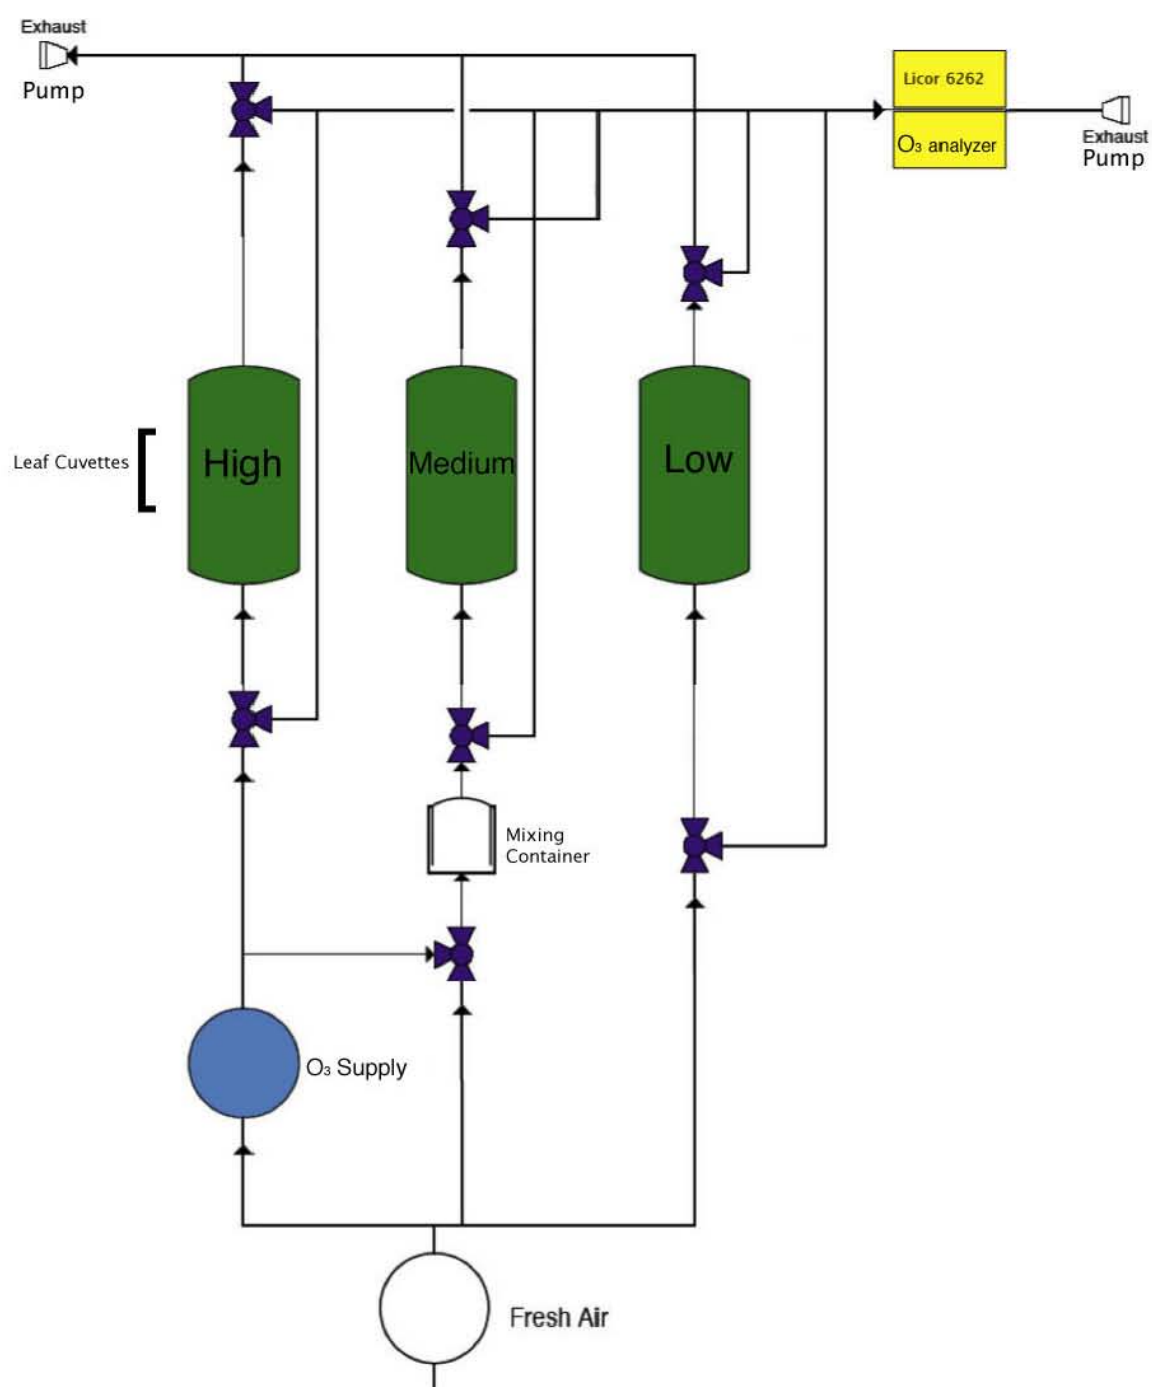 Exhaust
Pump
Licor 6262
O₃ analyzer
Exhaust
Pump
Leaf Cuvettes
High
Medium
Low
Mixing
Container
O₃ Supply
Fresh Air